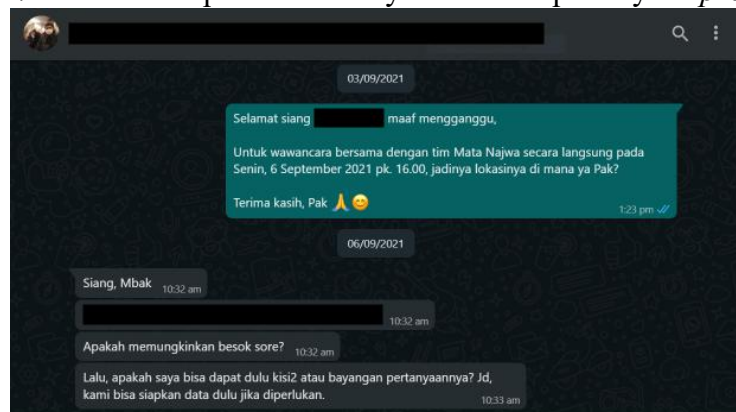 03/09/2021
Selamat siang maaf mengganggu,
Untuk wawancara bersama dengan tim Mata Najwa secara langsung pada
Senin, 6 September 2021 pk. 16.00, jadinya lokasinya di mana ya Pak?
Terima kasih, Pak 🙏😊
1:23 pm
06/09/2021
Siang, Mbak 10:32 am
10:32 am
Apakah memungkinkan besok sore? 10:32 am
Lalu, apakah saya bisa dapat dulu kisi2 atau bayangan pertanyaannya? Jd,
kami bisa siapkan data dulu jika diperlukan. 10:33 am